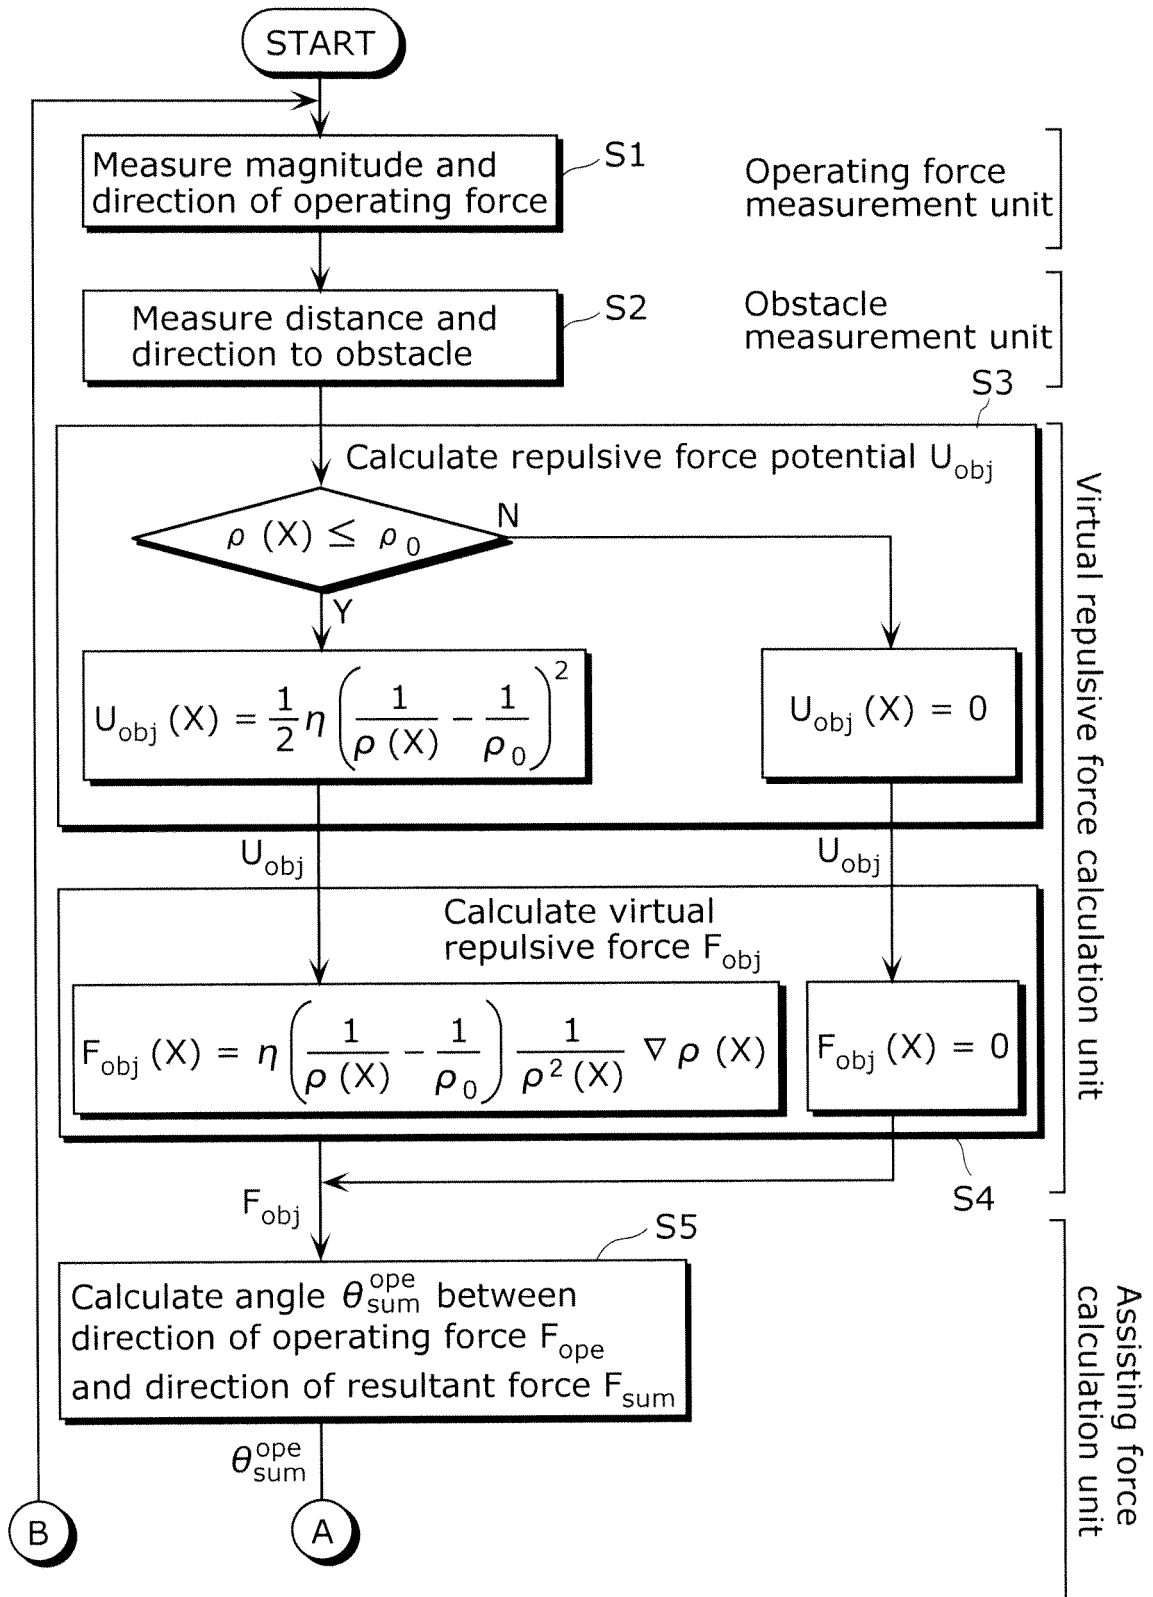 START
Measure magnitude and
direction of operating force
S1
Operating force
measurement unit
Measure distance and
direction to obstacle
S2
Obstacle
measurement unit
S3
Calculate repulsive force potential U_obj
ρ (X) ≤ ρ_0
N
Y
U_obj (X) = 1/2 η (1/ρ (X) − 1/ρ_0)^2
U_obj (X) = 0
U_obj
U_obj
Virtual repulsive force calculation unit
Calculate virtual
repulsive force F_obj
F_obj (X) = η (1/ρ (X) − 1/ρ_0) 1/ρ^2 (X) ∇ ρ (X)
F_obj (X) = 0
S4
F_obj
S5
Calculate angle θ_sum^ope between
direction of operating force F_ope
and direction of resultant force F_sum
Assisting force
calculation unit
θ_sum^ope
B
A